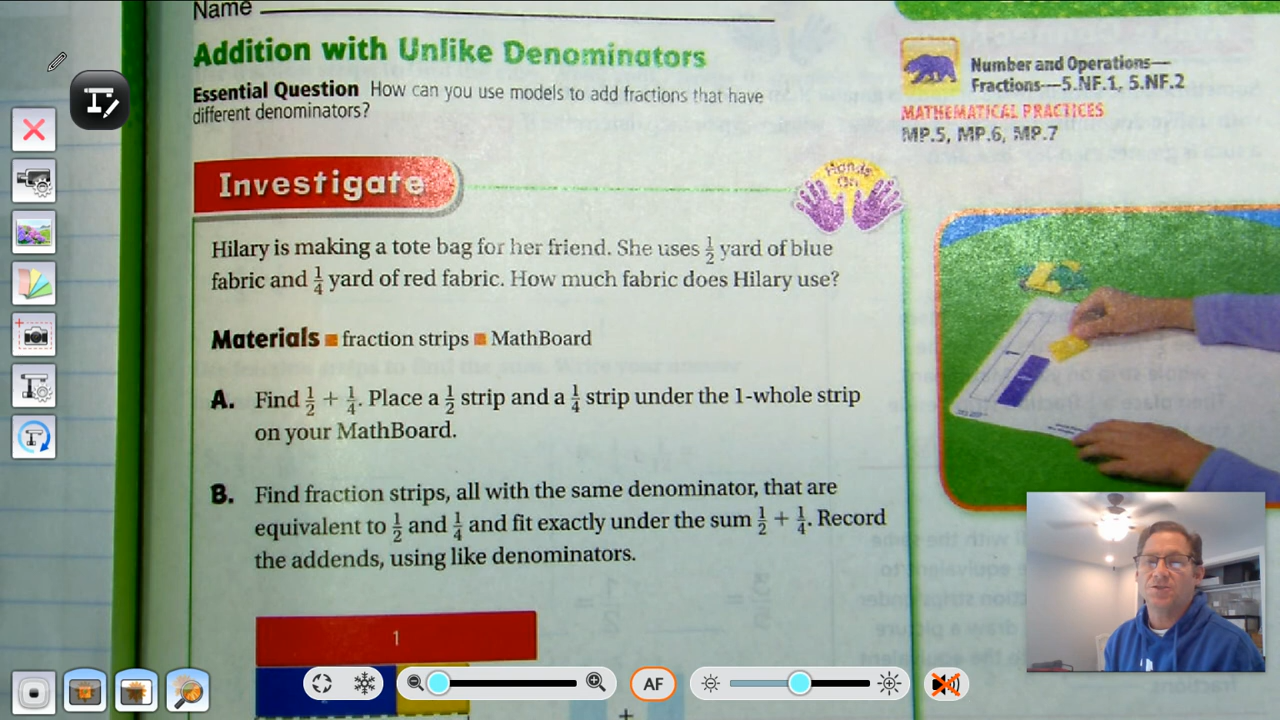 Name
Addition with Unlike Denominators
Essential Question How can you use models to add fractions that have
different denominators?
Number and Operations—
Fractions—5.NF.1, 5.NF.2
MATHEMATICAL PRACTICES
MP.5, MP.6, MP.7
Investigate
Hands
On
Hilary is making a tote bag for her friend. She uses 1/2 yard of blue
fabric and 1/4 yard of red fabric. How much fabric does Hilary use?
Materials ■ fraction strips ■ MathBoard
A. Find 1/2 + 1/4. Place a 1/2 strip and a 1/4 strip under the 1-whole strip
on your MathBoard.
B. Find fraction strips, all with the same denominator, that are
equivalent to 1/2 and 1/4 and fit exactly under the sum 1/2 + 1/4. Record
the addends, using like denominators.
1
+
AF